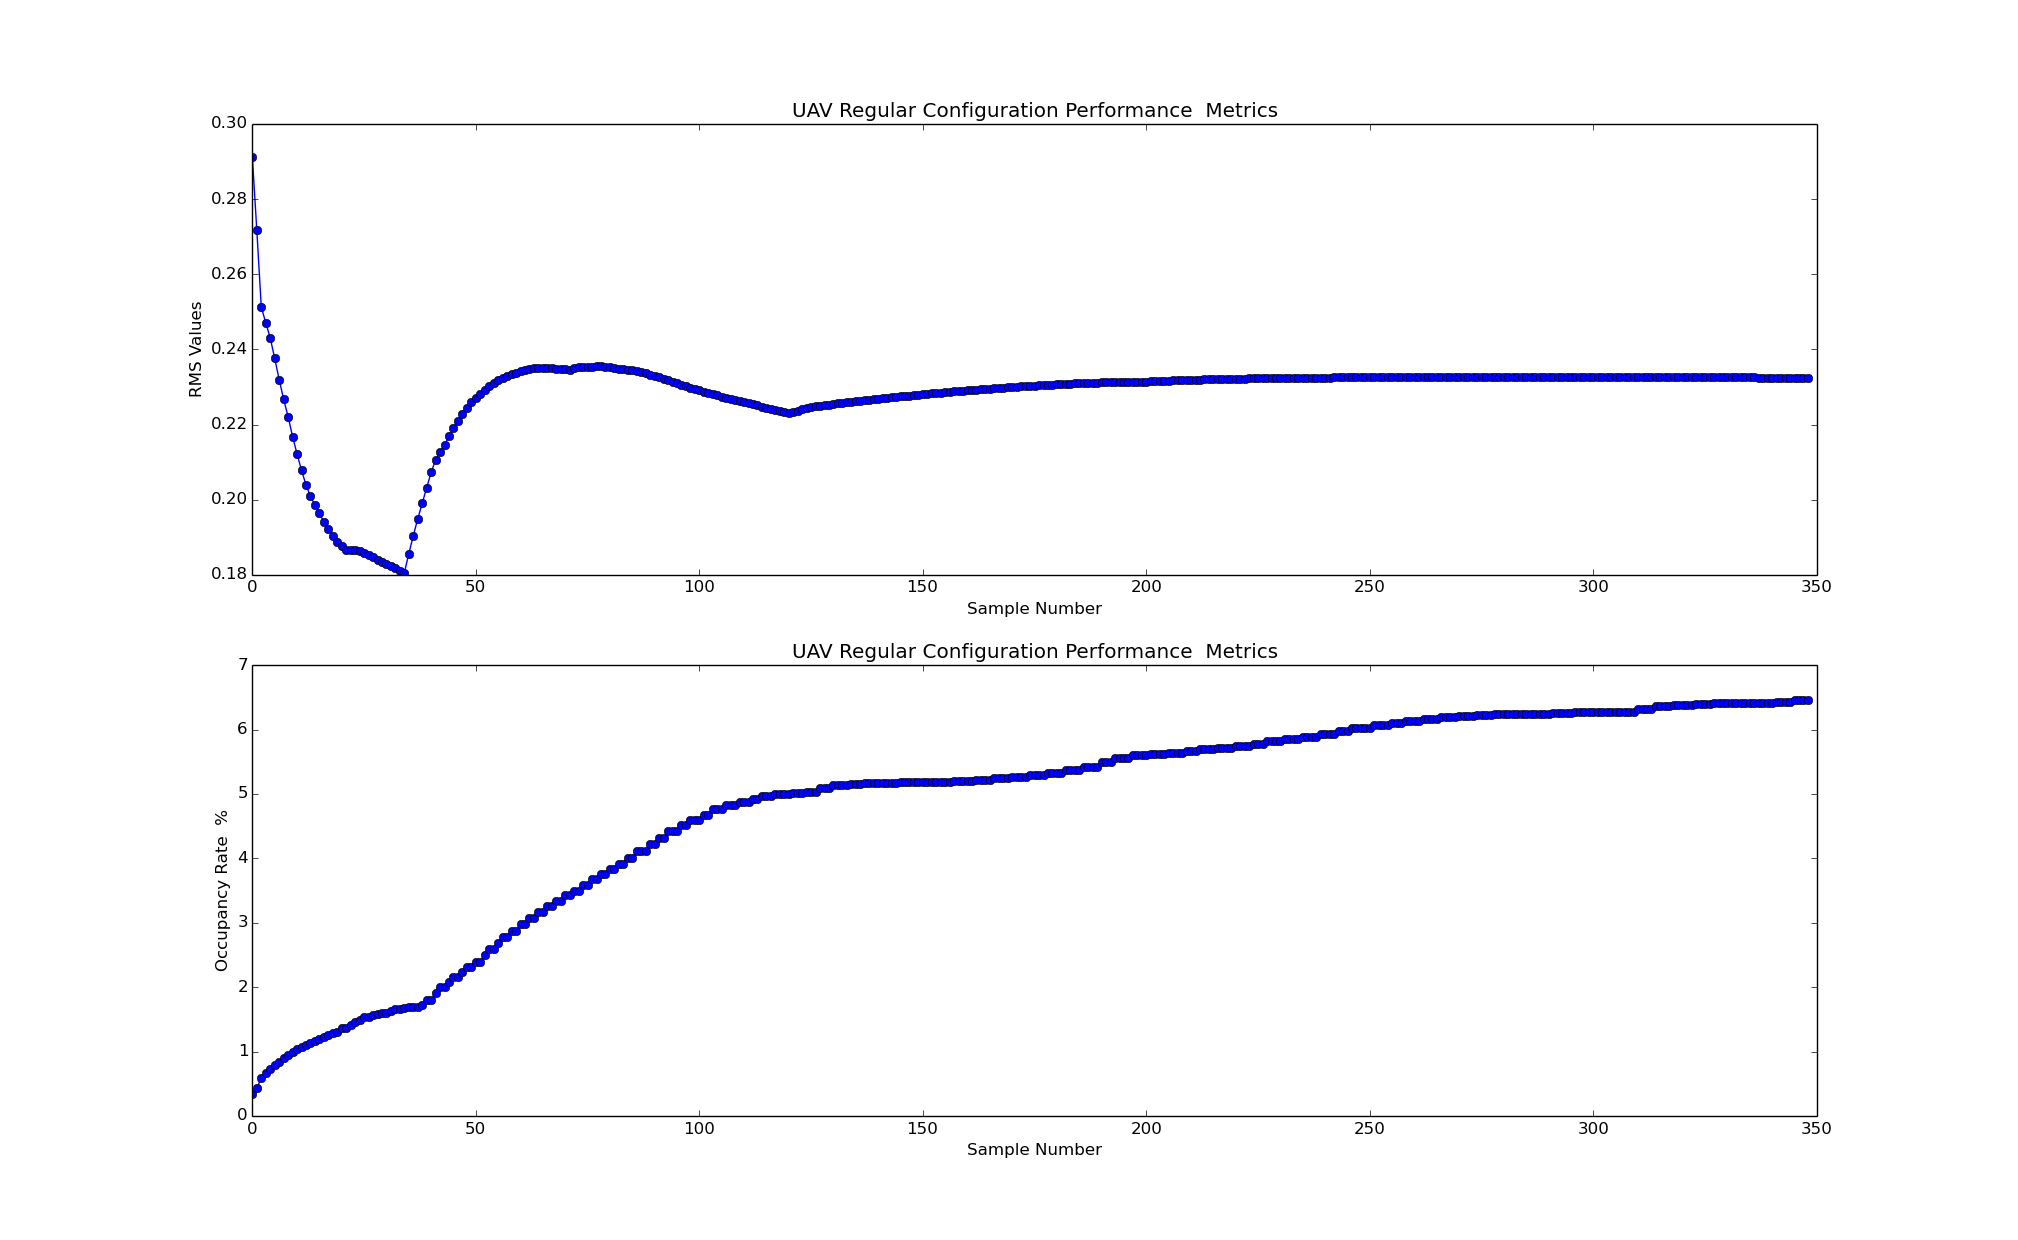 UAV Regular Configuration Performance  Metrics
0.30
0.28
0.26
0.24
0.22
0.20
0.18
RMS Values
0 50 100 150 200 250 300 350
Sample Number
UAV Regular Configuration Performance  Metrics
7
6
5
4
3
2
1
0
Occupancy Rate  %
0 50 100 150 200 250 300 350
Sample Number